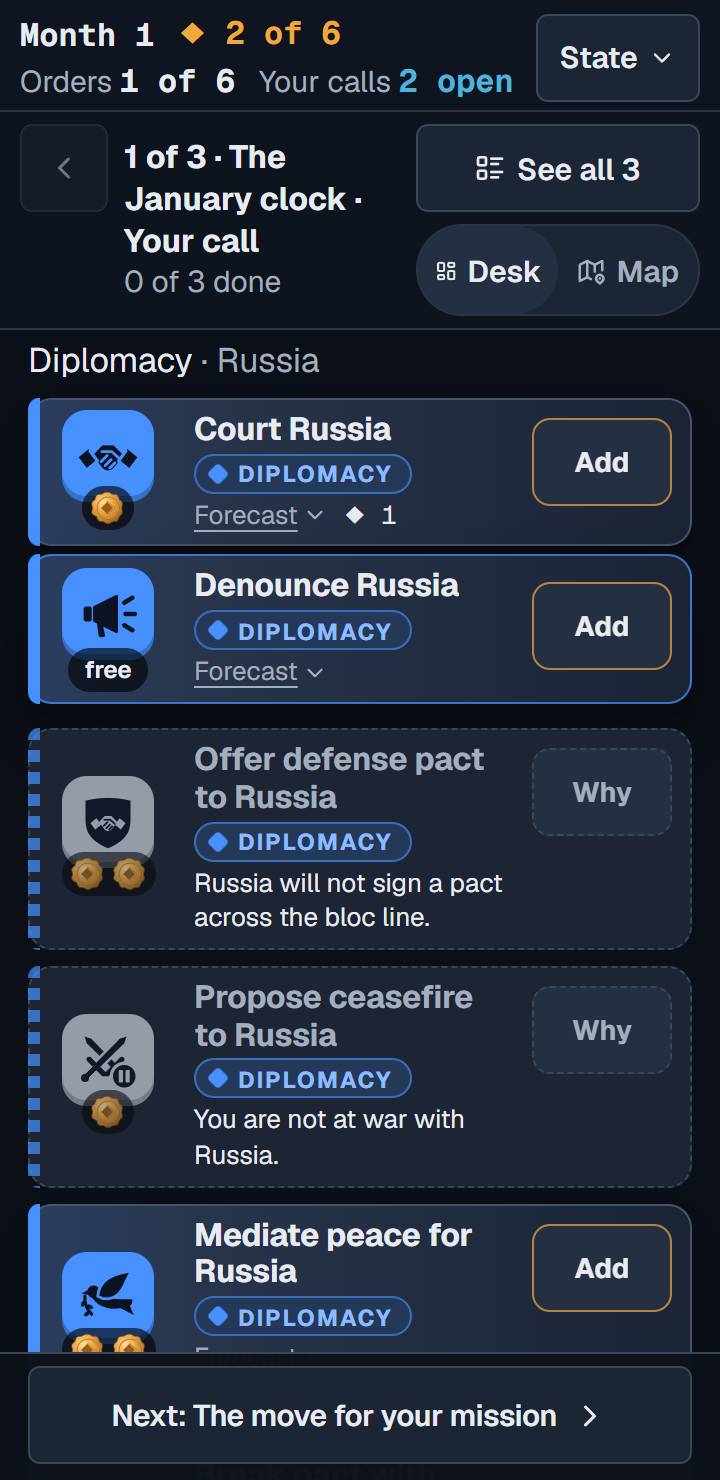 Month 1 ◆ 2 of 6
Orders 1 of 6 Your calls 2 open
State
1 of 3 · The
January clock ·
Your call
0 of 3 done
See all 3
Desk
Map
Diplomacy · Russia
Court Russia
DIPLOMACY
Forecast ◆ 1
Add
Denounce Russia
DIPLOMACY
free
Forecast
Add
Offer defense pact
to Russia
DIPLOMACY
Russia will not sign a pact
across the bloc line.
Why
Propose ceasefire
to Russia
DIPLOMACY
You are not at war with
Russia.
Why
Mediate peace for
Russia
DIPLOMACY
Add
Next: The move for your mission